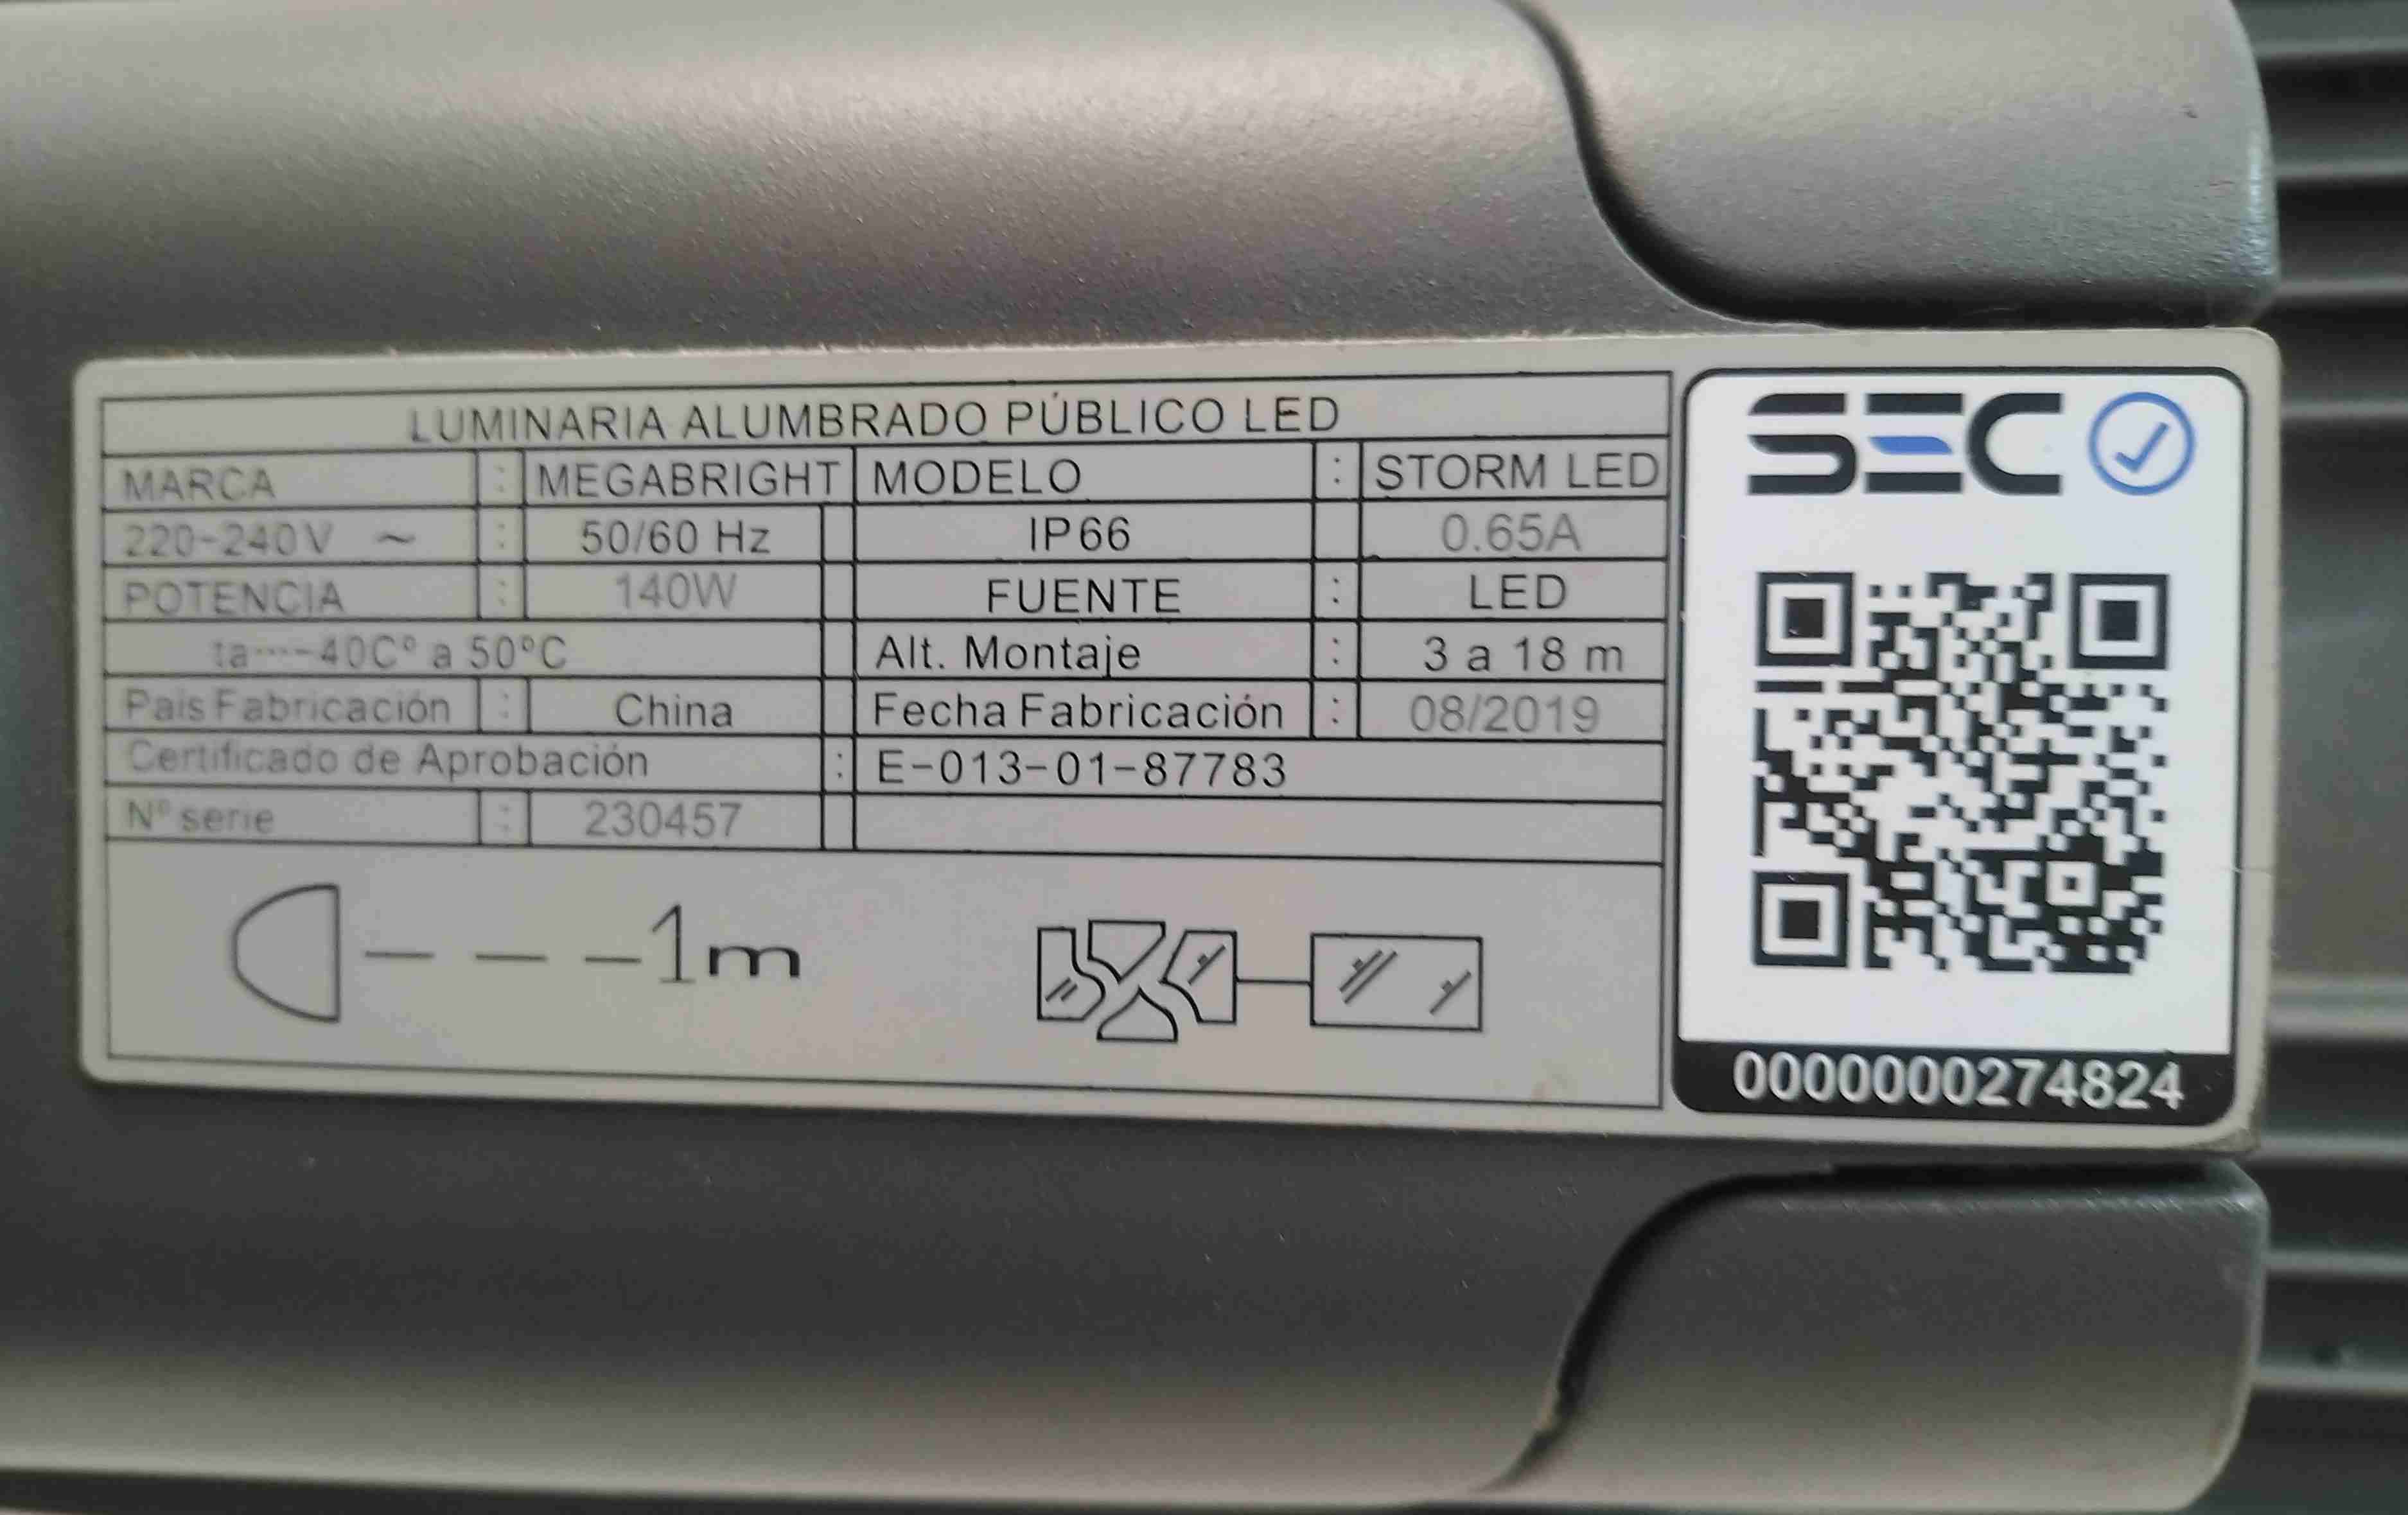 LUMINARIA ALUMBRADO PÚBLICO LED
MARCA : MEGABRIGHT MODELO : STORM LED
220-240V ~ : 50/60 Hz IP66 0.65A
POTENCIA : 140W FUENTE : LED
ta----40C° a 50°C Alt. Montaje : 3 a 18 m
Pais Fabricación : China Fecha Fabricación : 08/2019
Certificado de Aprobación : E-013-01-87783
N° serie : 230457
1m
SEC
0000000274824